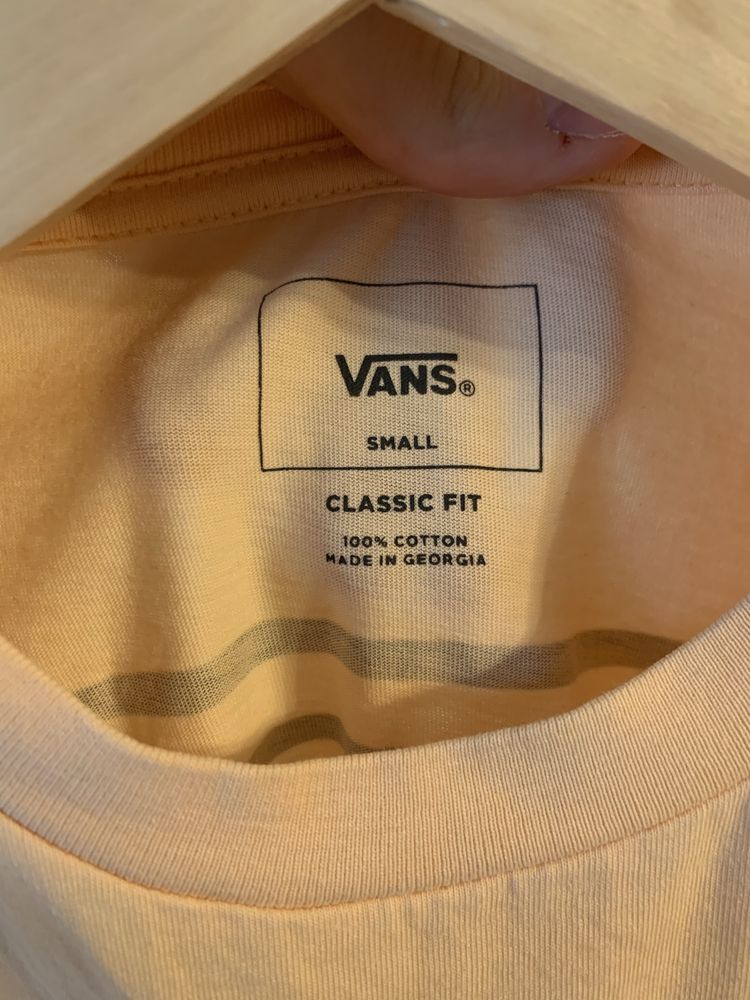 VANS®
SMALL
CLASSIC FIT
100% COTTON
MADE IN GEORGIA